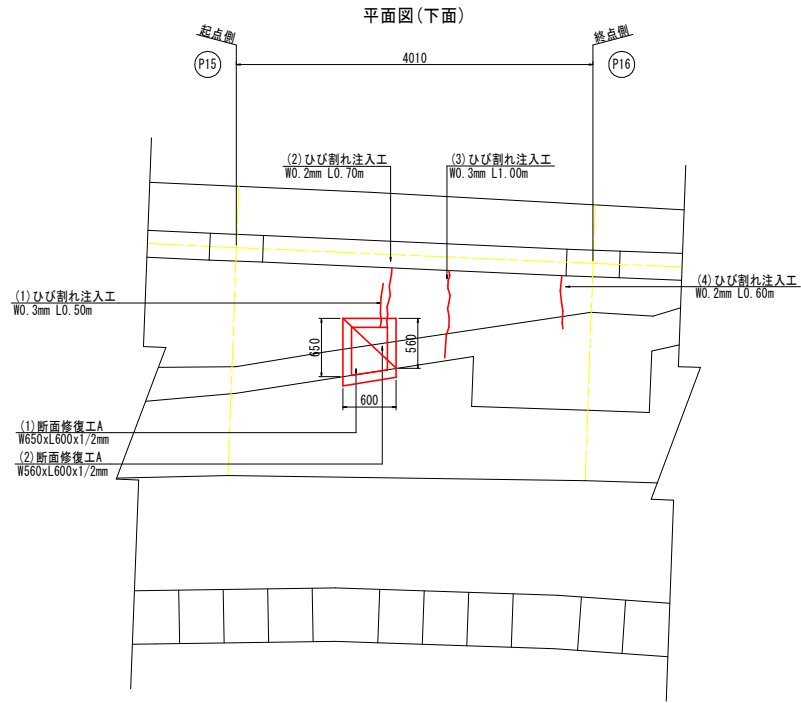 平面図(下面)
起点側
終点側
P15
4010
P16
(2)ひび割れ注入工
W0.2mm L0.70m
(3)ひび割れ注入工
W0.3mm L1.00m
(4)ひび割れ注入工
W0.2mm L0.60m
(1)ひび割れ注入工
W0.3mm L0.50m
650
560
600
(1)断面修復工A
W650xL600x1/2mm
(2)断面修復工A
W560xL600x1/2mm